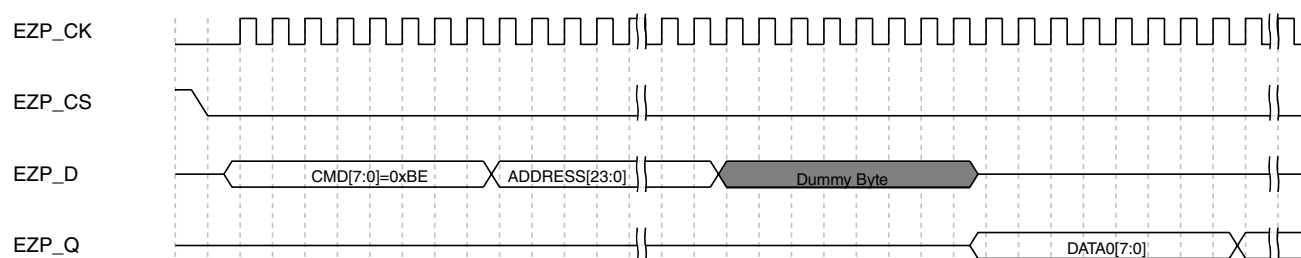 EZP_CK
EZP_CS
EZP_D CMD[7:0]=0xBE ADDRESS[23:0] Dummy Byte
EZP_Q DATA0[7:0]